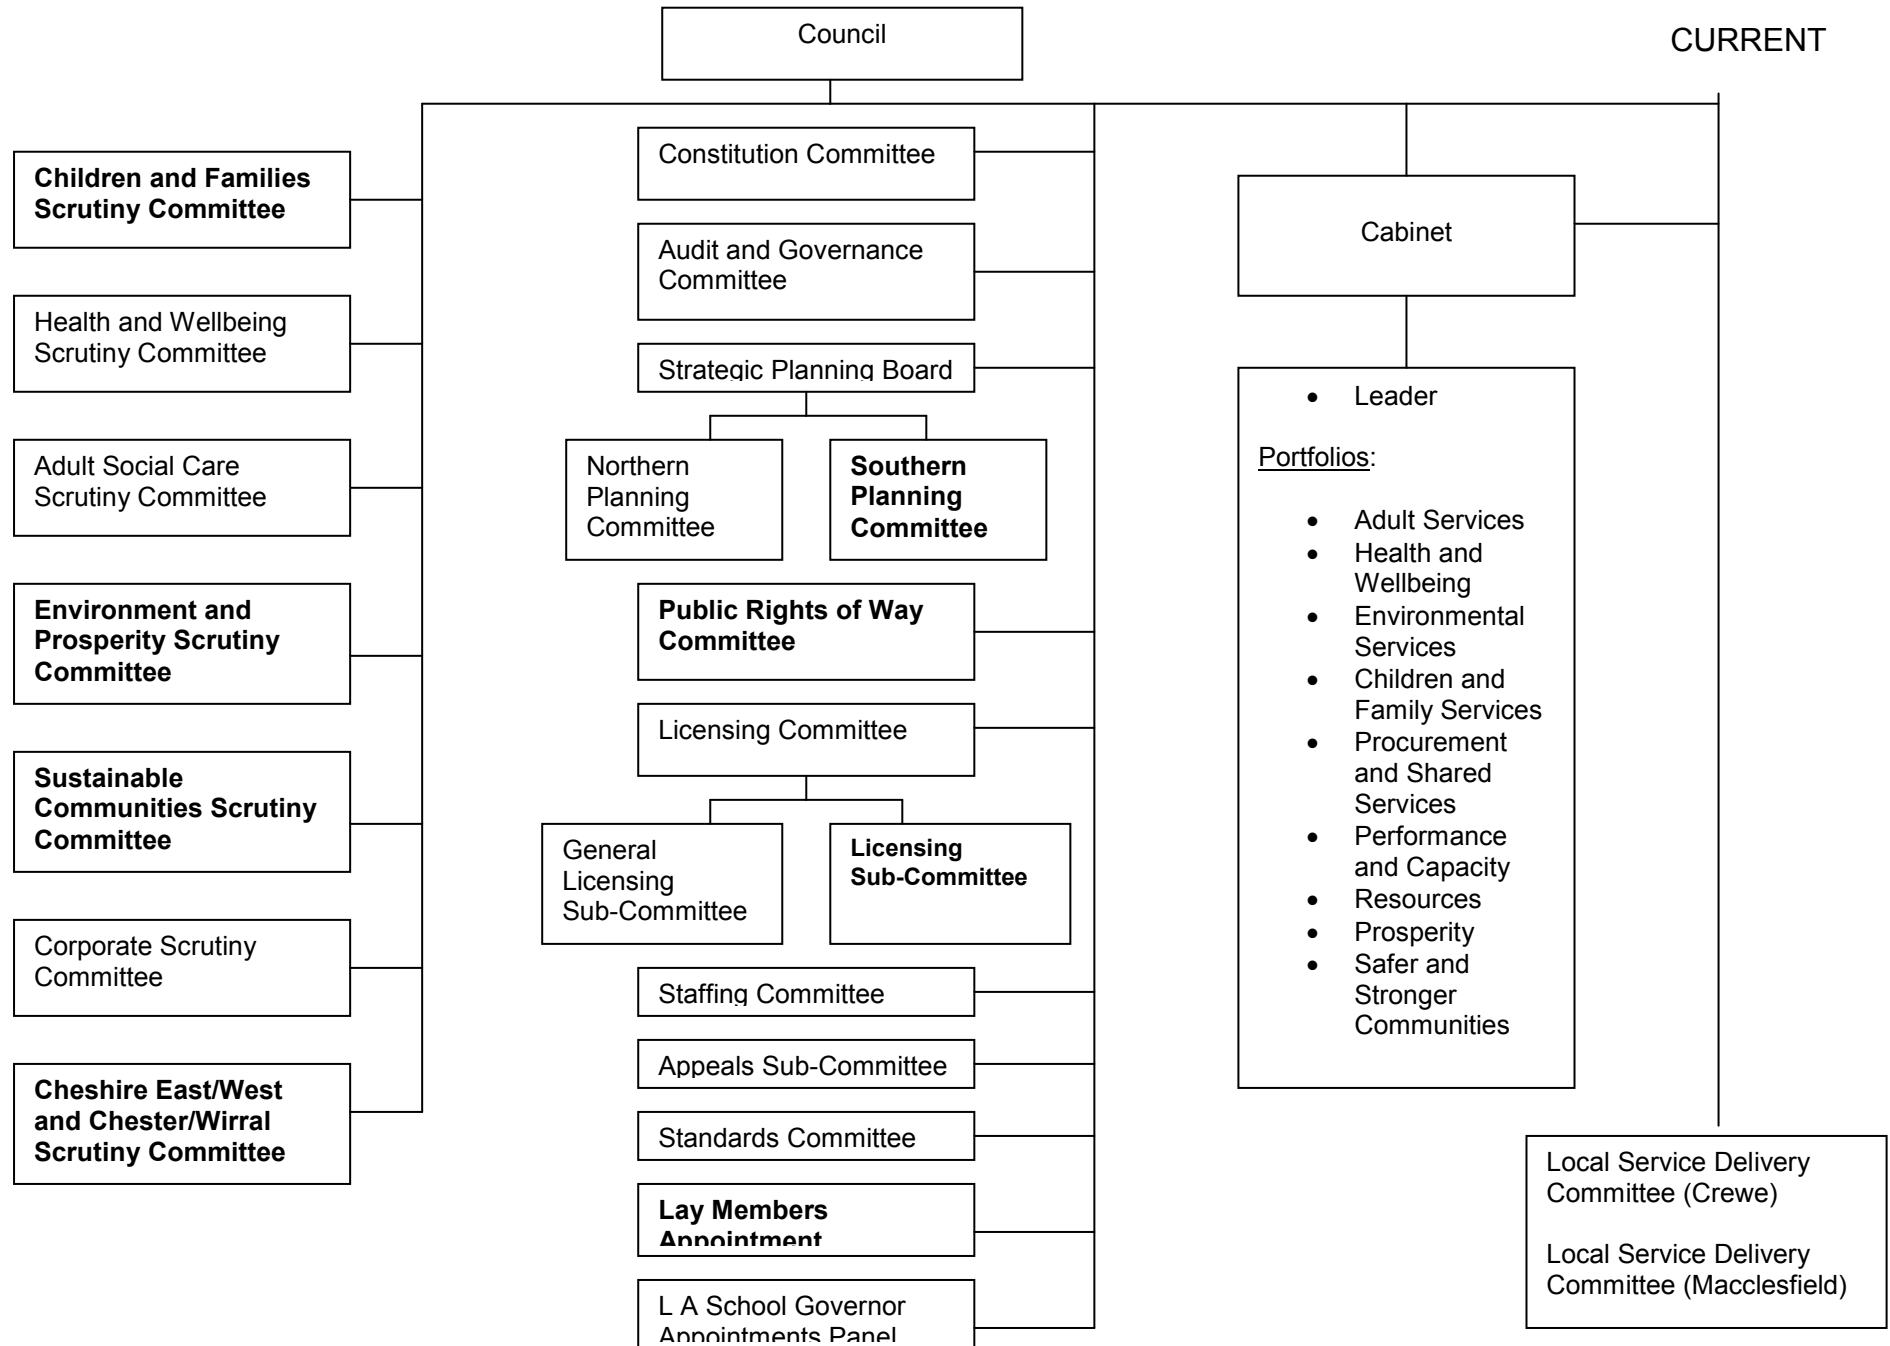 Council
CURRENT
Children and Families
Scrutiny Committee
Health and Wellbeing
Scrutiny Committee
Adult Social Care
Scrutiny Committee
Environment and
Prosperity Scrutiny
Committee
Sustainable
Communities Scrutiny
Committee
Corporate Scrutiny
Committee
Cheshire East/West
and Chester/Wirral
Scrutiny Committee
Constitution Committee
Audit and Governance
Committee
Strategic Planning Board
Northern
Planning
Committee
Southern
Planning
Committee
Public Rights of Way
Committee
Licensing Committee
General
Licensing
Sub-Committee
Licensing
Sub-Committee
Staffing Committee
Appeals Sub-Committee
Standards Committee
Lay Members
Appointment
L A School Governor
Appointments Panel
Cabinet
• Leader
Portfolios:
• Adult Services
• Health and
Wellbeing
• Environmental
Services
• Children and
Family Services
• Procurement
and Shared
Services
• Performance
and Capacity
• Resources
• Prosperity
• Safer and
Stronger
Communities
Local Service Delivery
Committee (Crewe)
Local Service Delivery
Committee (Macclesfield)